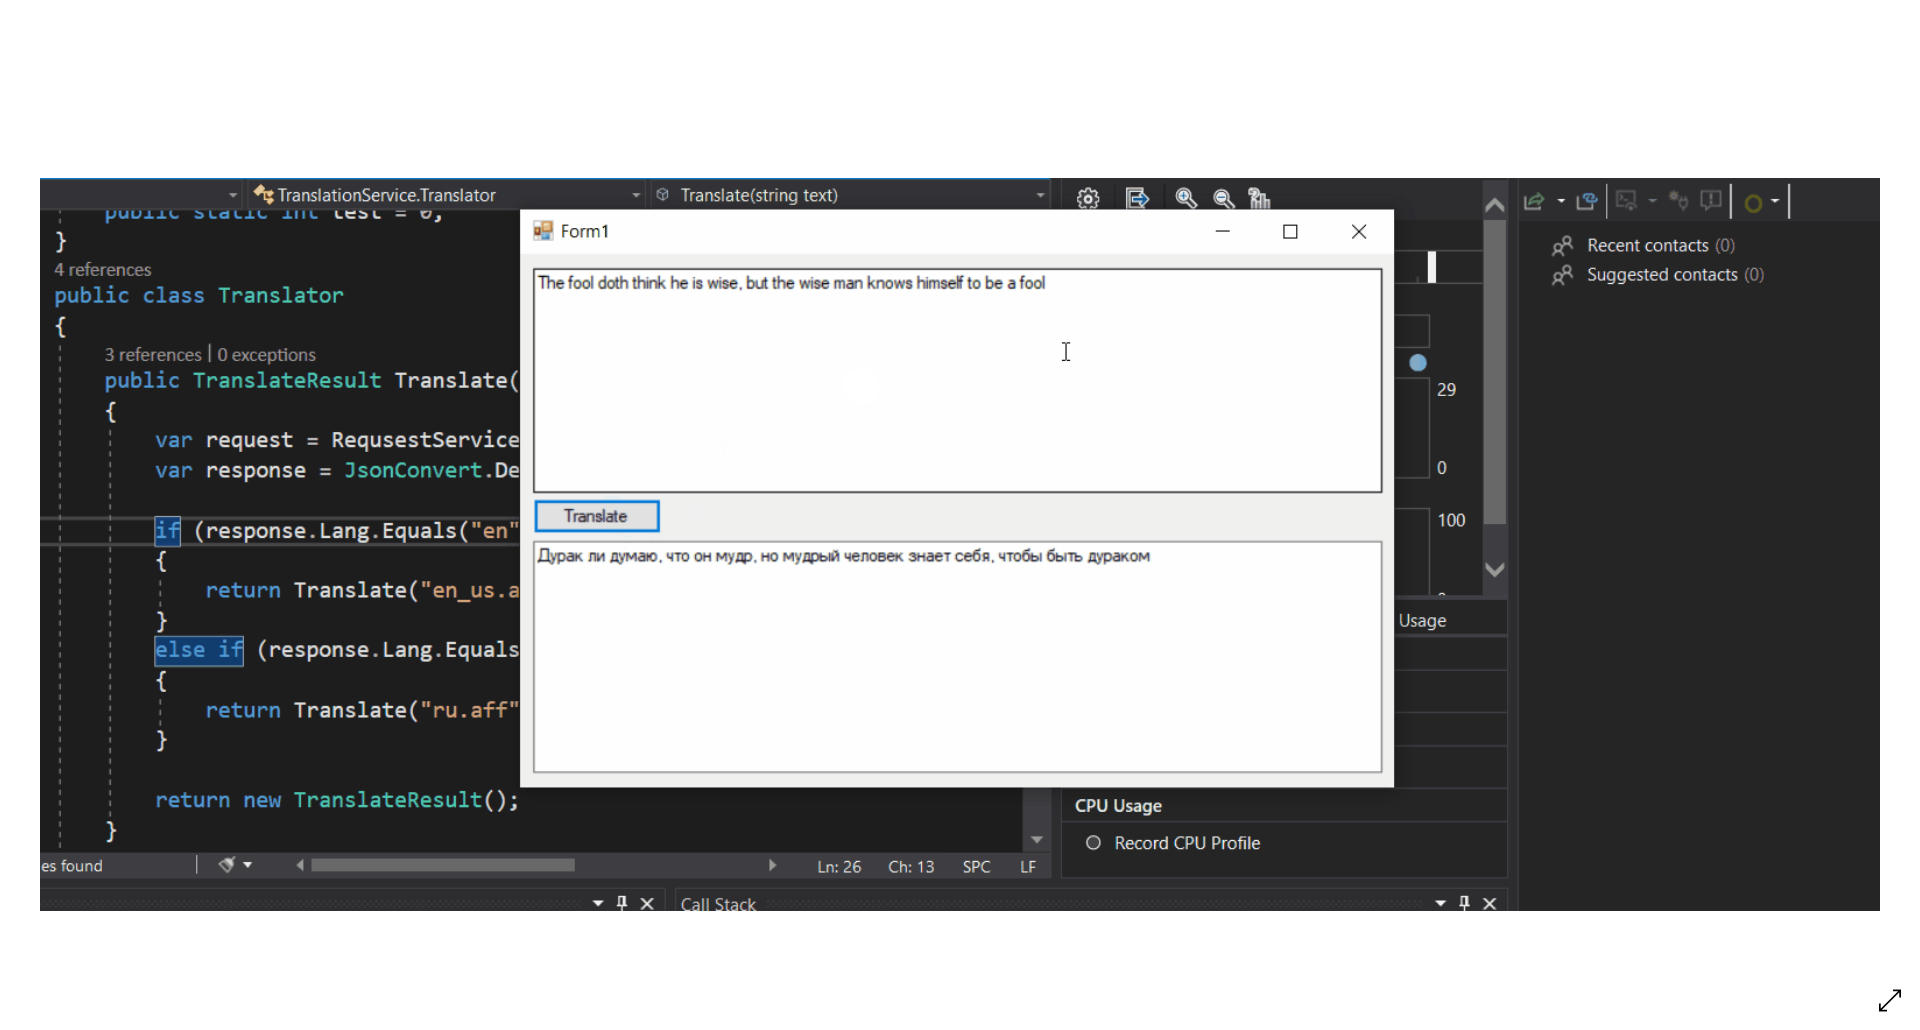 TranslationService.Translator
Translate(string text)
public static int test = 0;
}
4 references
public class Translator
{
3 references | 0 exceptions
public TranslateResult Translate(
{
var request = RequsestService
var response = JsonConvert.De
if (response.Lang.Equals("en"
{
return Translate("en_us.a
}
else if (response.Lang.Equals
{
return Translate("ru.aff"
}
return new TranslateResult();
}
es found
Ln: 26 Ch: 13 SPC LF
Call Stack
Form1
The fool doth think he is wise, but the wise man knows himself to be a fool
Translate
Дурак ли думаю, что он мудр, но мудрый человек знает себя, чтобы быть дураком
29
0
100
Usage
CPU Usage
Record CPU Profile
Recent contacts (0)
Suggested contacts (0)